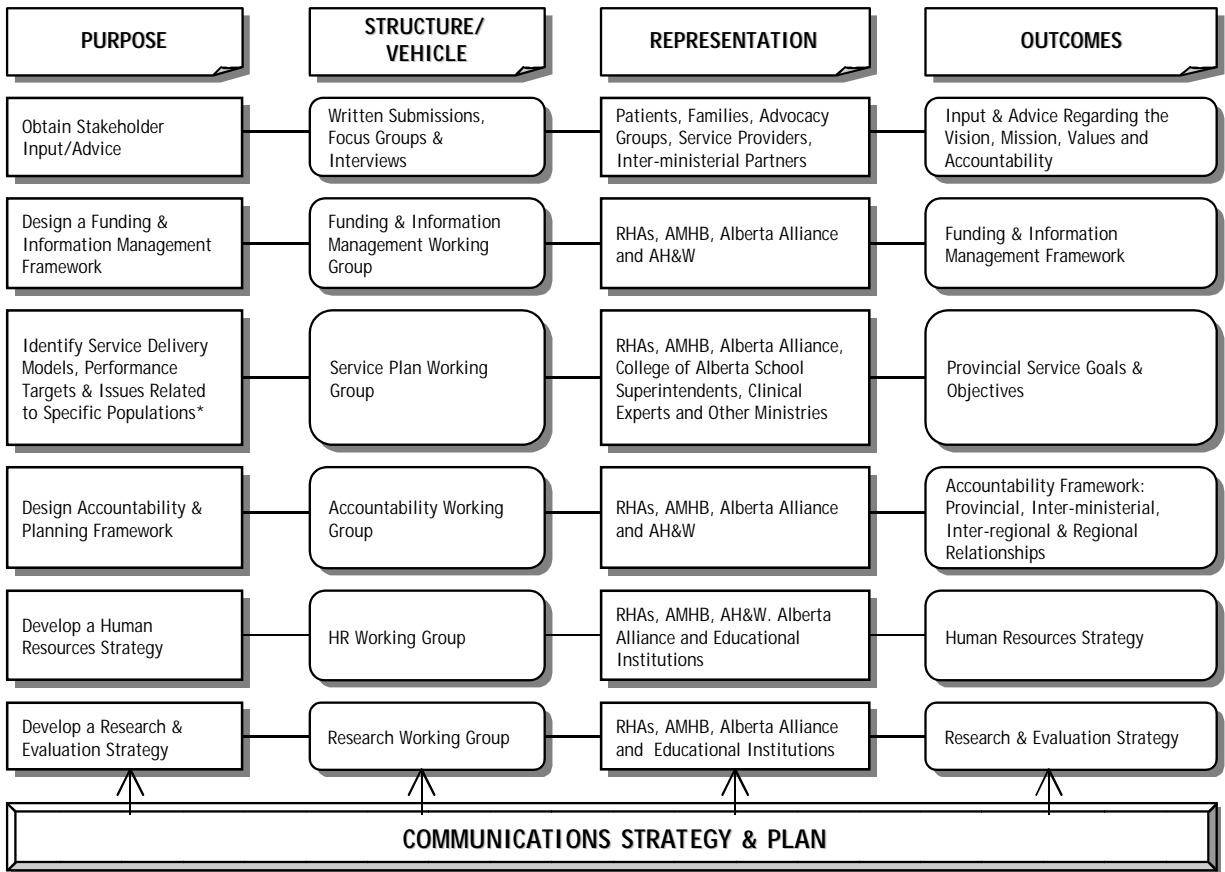 PURPOSE
STRUCTURE/
VEHICLE
REPRESENTATION
OUTCOMES
Obtain Stakeholder
Input/Advice
Written Submissions,
Focus Groups &
Interviews
Patients, Families, Advocacy
Groups, Service Providers,
Inter-ministerial Partners
Input & Advice Regarding the
Vision, Mission, Values and
Accountability
Design a Funding &
Information Management
Framework
Funding & Information
Management Working
Group
RHAs, AMHB, Alberta Alliance
and AH&W
Funding & Information
Management Framework
Identify Service Delivery
Models, Performance
Targets & Issues Related
to Specific Populations*
Service Plan Working
Group
RHAs, AMHB, Alberta Alliance,
College of Alberta School
Superintendents, Clinical
Experts and Other Ministries
Provincial Service Goals &
Objectives
Design Accountability &
Planning Framework
Accountability Working
Group
RHAs, AMHB, Alberta Alliance
and AH&W
Accountability Framework:
Provincial, Inter-ministerial,
Inter-regional & Regional
Relationships
Develop a Human
Resources Strategy
HR Working Group
RHAs, AMHB, AH&W. Alberta
Alliance and Educational
Institutions
Human Resources Strategy
Develop a Research &
Evaluation Strategy
Research Working Group
RHAs, AMHB, Alberta Alliance
and Educational Institutions
Research & Evaluation Strategy
COMMUNICATIONS STRATEGY & PLAN